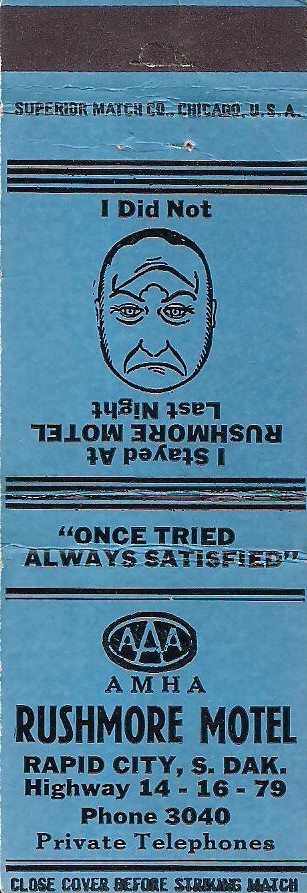 SUPERIOR MATCH CO., CHICAGO, U.S.A.
I Did Not
I Stayed At
RUSHMORE MOTEL
Last Night
"ONCE TRIED
ALWAYS SATISFIED"
AAA
AMHA
RUSHMORE MOTEL
RAPID CITY, S. DAK.
Highway 14 - 16 - 79
Phone 3040
Private Telephones
CLOSE COVER BEFORE STRIKING MATCH